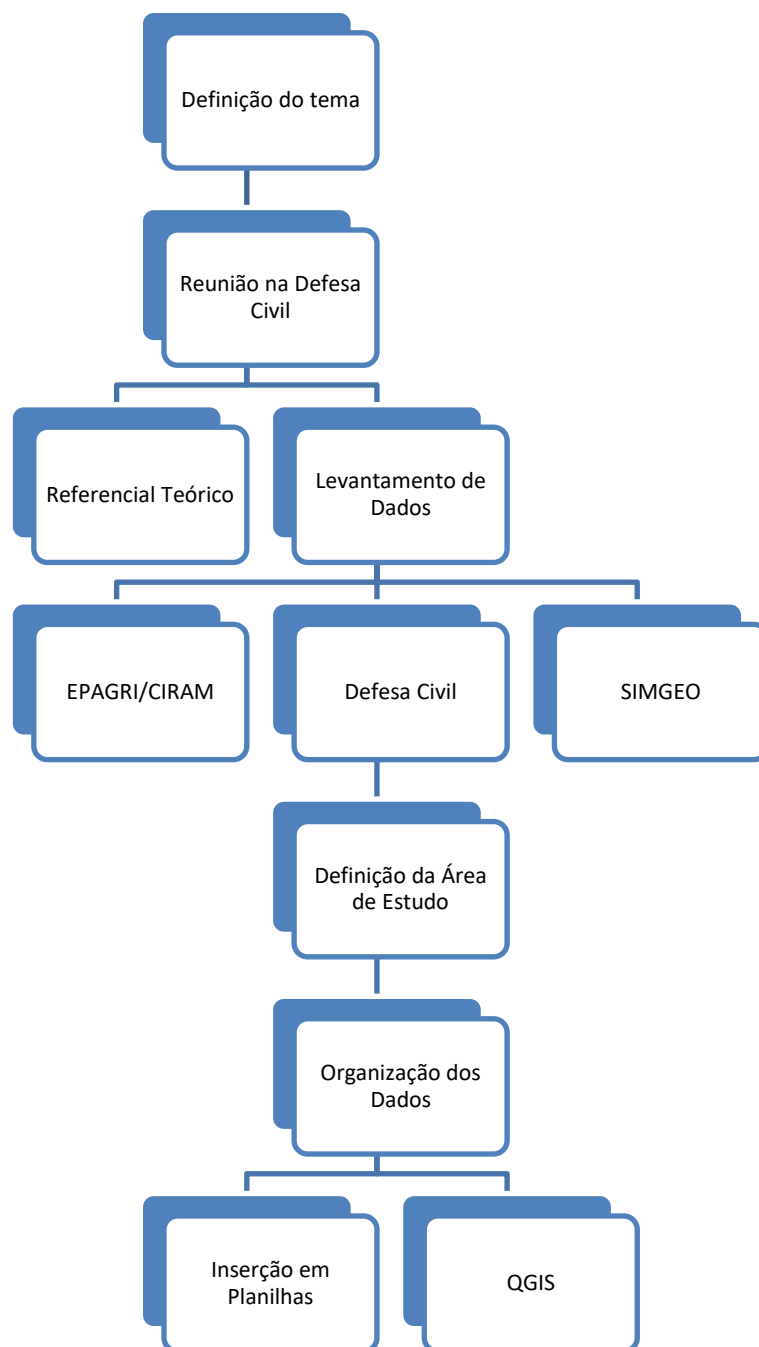 Definição do tema
Reunião na Defesa
Civil
Referencial Teórico
Levantamento de
Dados
EPAGRI/CIRAM
Defesa Civil
SIMGEO
Definição da Área
de Estudo
Organização dos
Dados
Inserção em
Planilhas
QGIS